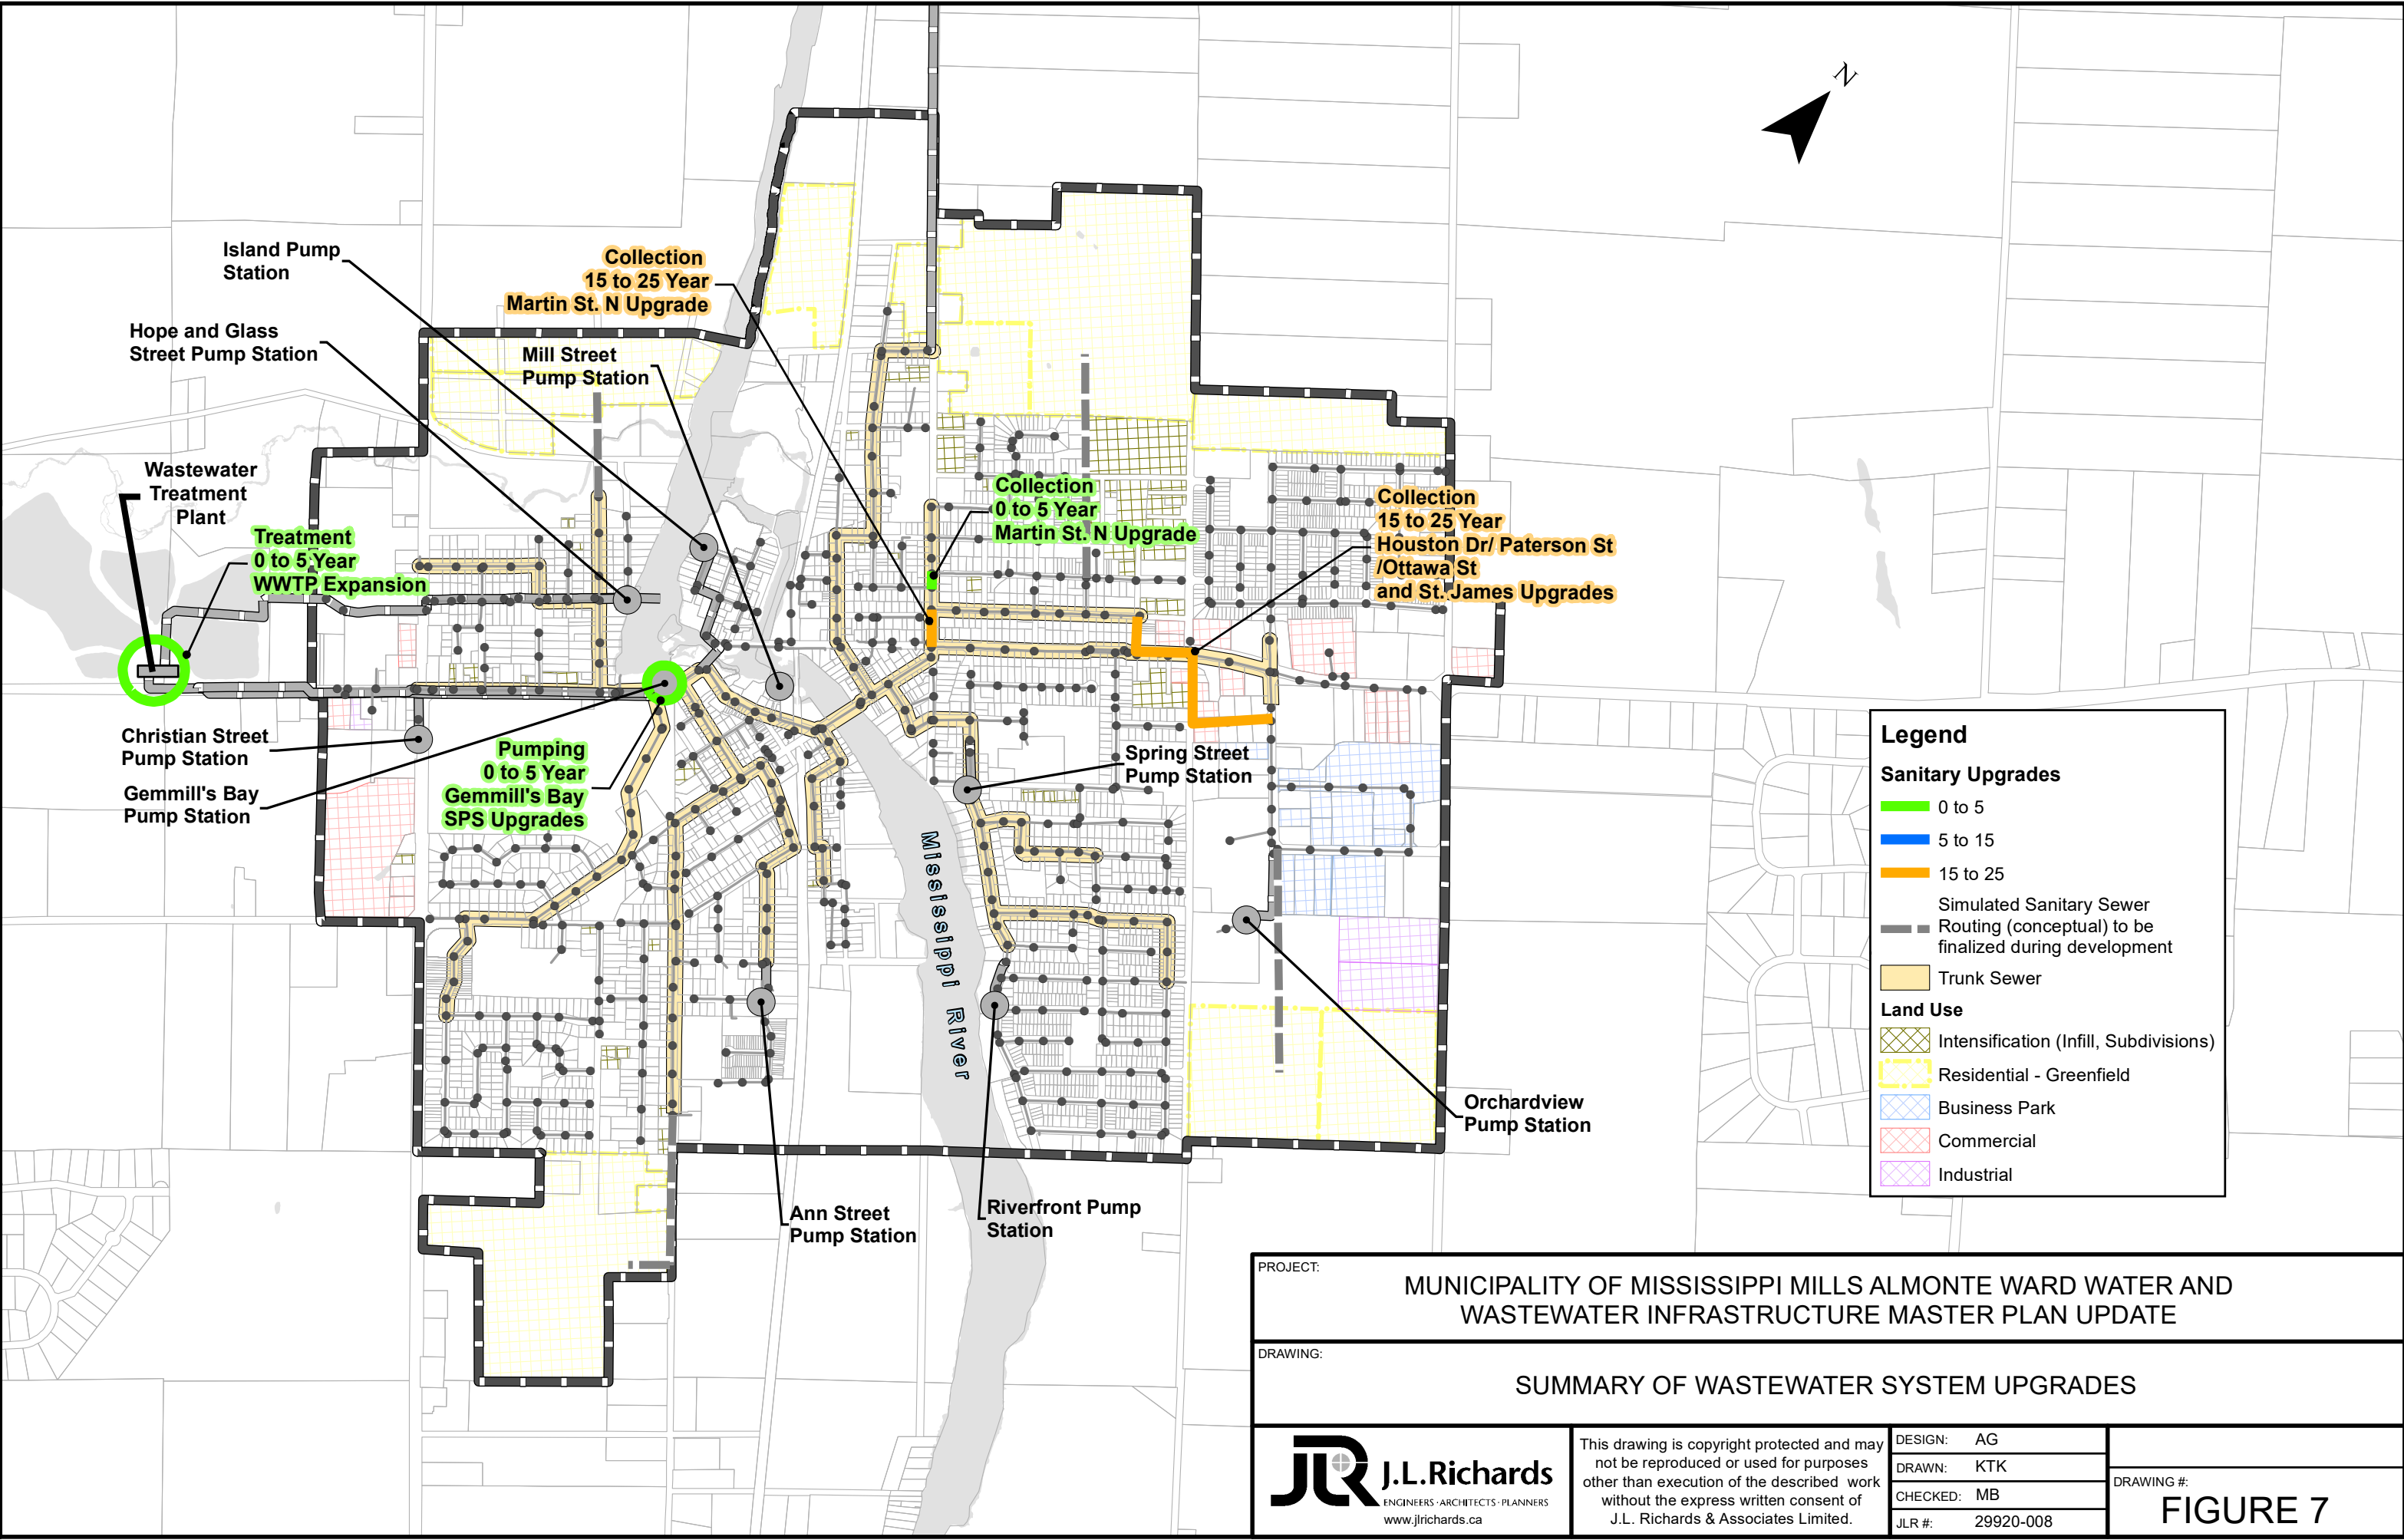 N
Island Pump
Station
Collection
15 to 25 Year
Martin St. N Upgrade
Hope and Glass
Street Pump Station
Mill Street
Pump Station
Wastewater
Treatment
Plant
Treatment
0 to 5 Year
WWTP Expansion
Collection
0 to 5 Year
Martin St. N Upgrade
Collection
15 to 25 Year
Houston Dr/ Paterson St
/Ottawa St
and St. James Upgrades
Christian Street
Pump Station
Gemmill's Bay
Pump Station
Pumping
0 to 5 Year
Gemmill's Bay
SPS Upgrades
Spring Street
Pump Station
Mississippi River
Orchardview
Pump Station
Ann Street
Pump Station
Riverfront Pump
Station
Legend
Sanitary Upgrades
0 to 5
5 to 15
15 to 25
Simulated Sanitary Sewer
Routing (conceptual) to be
finalized during development
Trunk Sewer
Land Use
Intensification (Infill, Subdivisions)
Residential - Greenfield
Business Park
Commercial
Industrial
PROJECT:
MUNICIPALITY OF MISSISSIPPI MILLS ALMONTE WARD WATER AND
WASTEWATER INFRASTRUCTURE MASTER PLAN UPDATE
DRAWING:
SUMMARY OF WASTEWATER SYSTEM UPGRADES
JLR J.L.Richards
ENGINEERS · ARCHITECTS · PLANNERS
www.jlrichards.ca
This drawing is copyright protected and may
not be reproduced or used for purposes
other than execution of the described work
without the express written consent of
J.L. Richards & Associates Limited.
DESIGN: AG
DRAWN: KTK
CHECKED: MB
JLR #: 29920-008
DRAWING #:
FIGURE 7